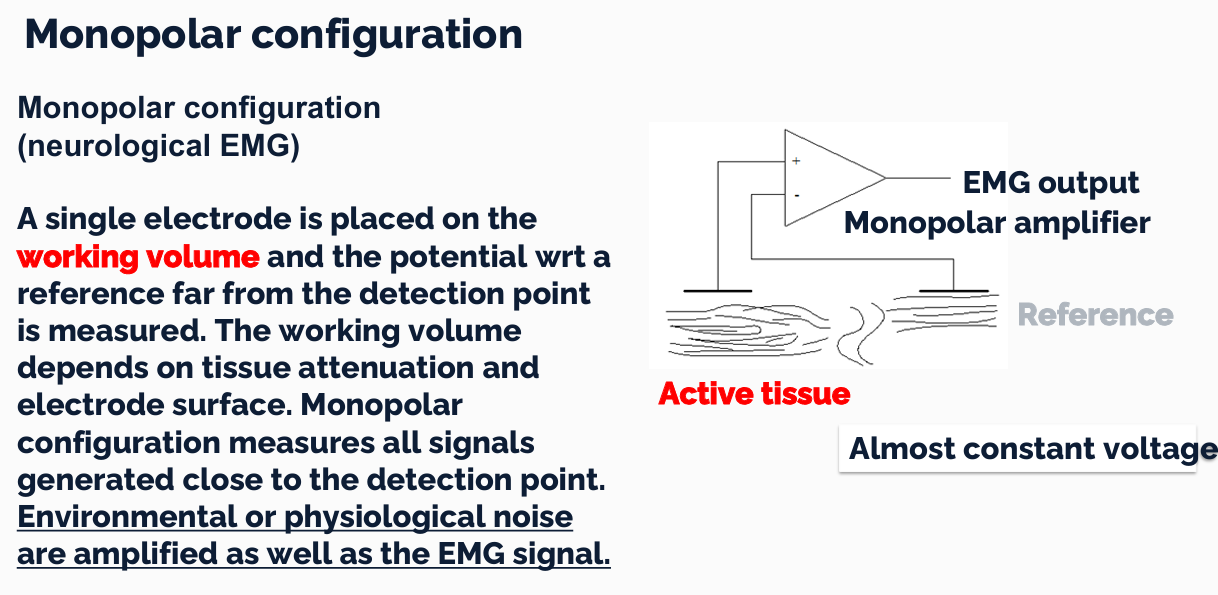 Monopolar configuration
Monopolar configuration
(neurological EMG)
A single electrode is placed on the
working volume and the potential wrt a
reference far from the detection point
is measured. The working volume
depends on tissue attenuation and
electrode surface. Monopolar
configuration measures all signals
generated close to the detection point.
Environmental or physiological noise
are amplified as well as the EMG signal.
+
-
EMG output
Monopolar amplifier
Reference
Active tissue
Almost constant voltage